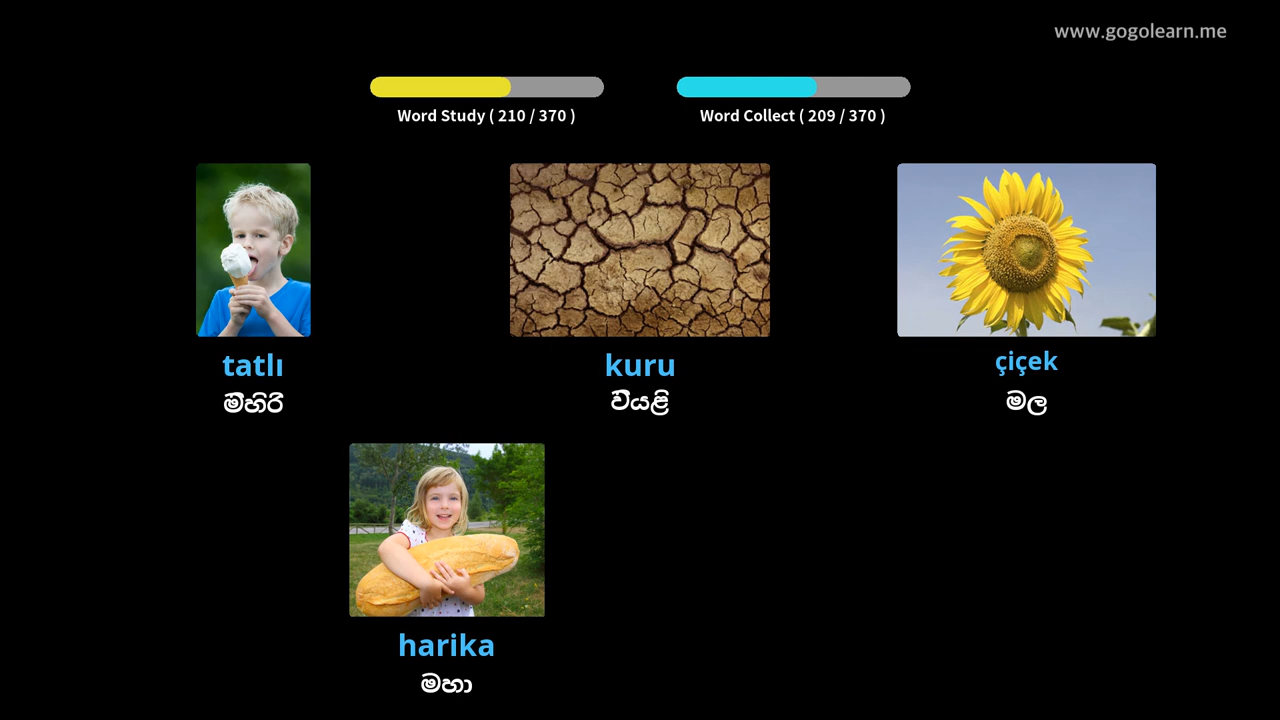 www.gogolearn.me
Word Study ( 210 / 370 )
Word Collect ( 209 / 370 )
tatlı
මිහිරි
kuru
වියළි
çiçek
මල
harika
මහා